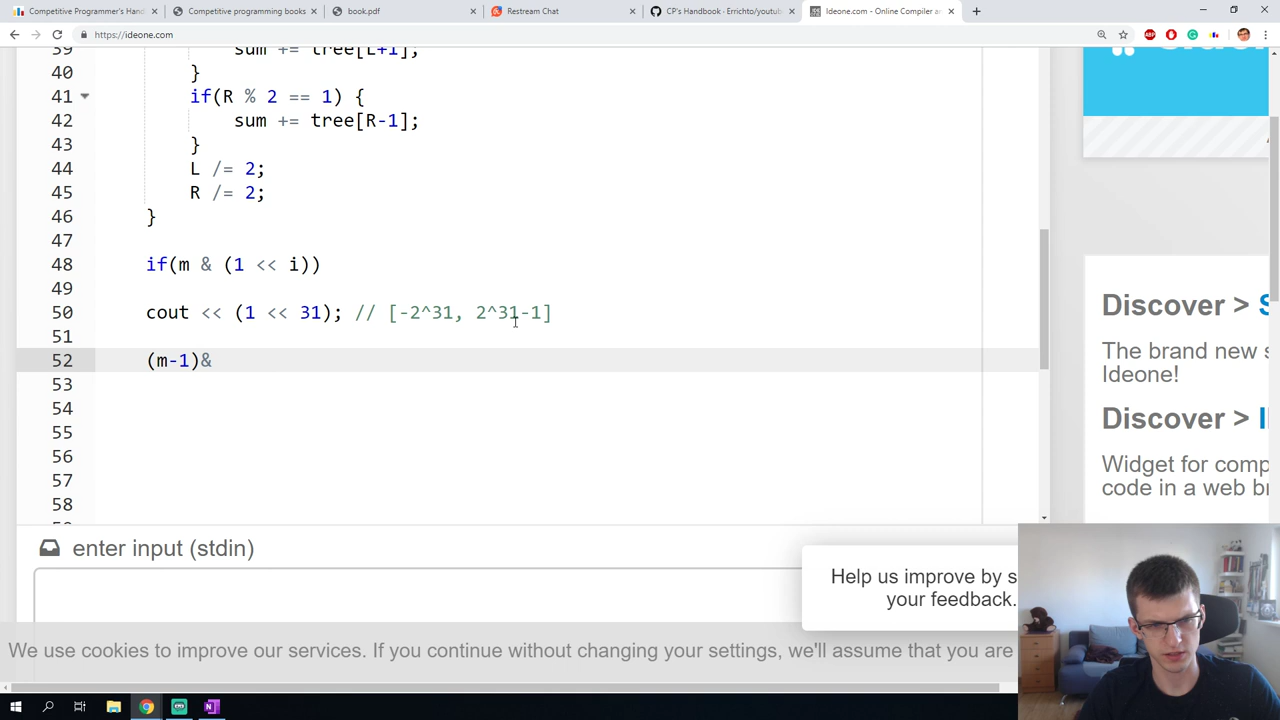 Competitive Programmer's Handb
Competitive programming books
book.pdf
Restream Chat
CP's Handbook · Errichto/youtub
Ideone.com - Online Compiler an
https://ideone.com
39 sum += tree[L+1];
40 }
41 if(R % 2 == 1) {
42 sum += tree[R-1];
43 }
44 L /= 2;
45 R /= 2;
46 }
47
48 if(m & (1 << i))
49
50 cout << (1 << 31); // [-2^31, 2^31-1]
51
52 (m-1)&
53
54
55
56
57
58
enter input (stdin)
Discover >
The brand new s
Ideone!
Discover > I
Widget for comp
code in a web br
Help us improve by s
your feedback.
We use cookies to improve our services. If you continue without changing your settings, we'll assume that you are